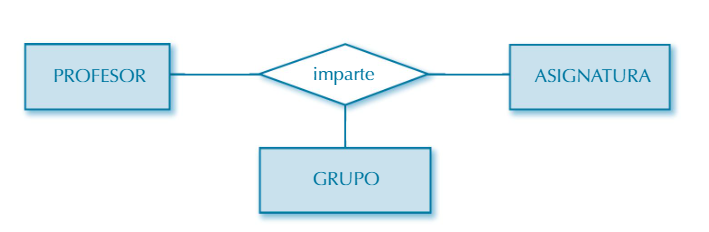 PROFESOR
imparte
ASIGNATURA
GRUPO